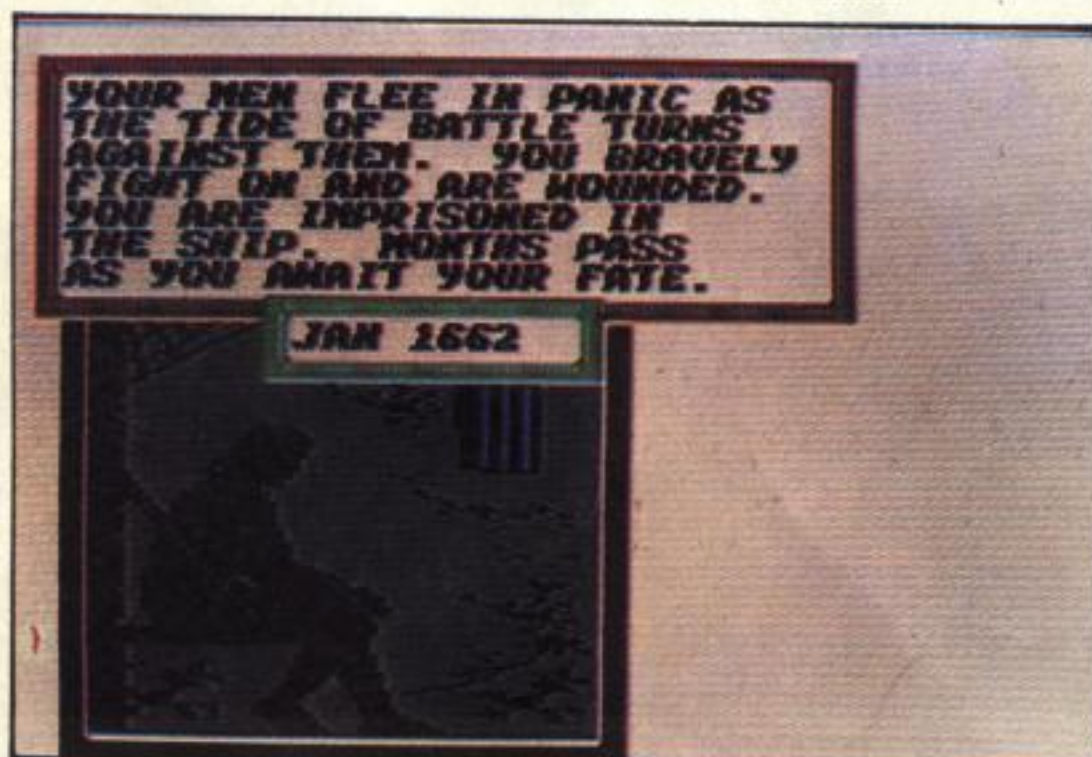 YOUR MEN FLEE IN PANIC AS
THE TIDE OF BATTLE TURNS
AGAINST THEM. YOU BRAVELY
FIGHT ON AND ARE WOUNDED.
YOU ARE IMPRISONED IN
THE SHIP. MONTHS PASS
AS YOU AWAIT YOUR FATE.
JAN 1662